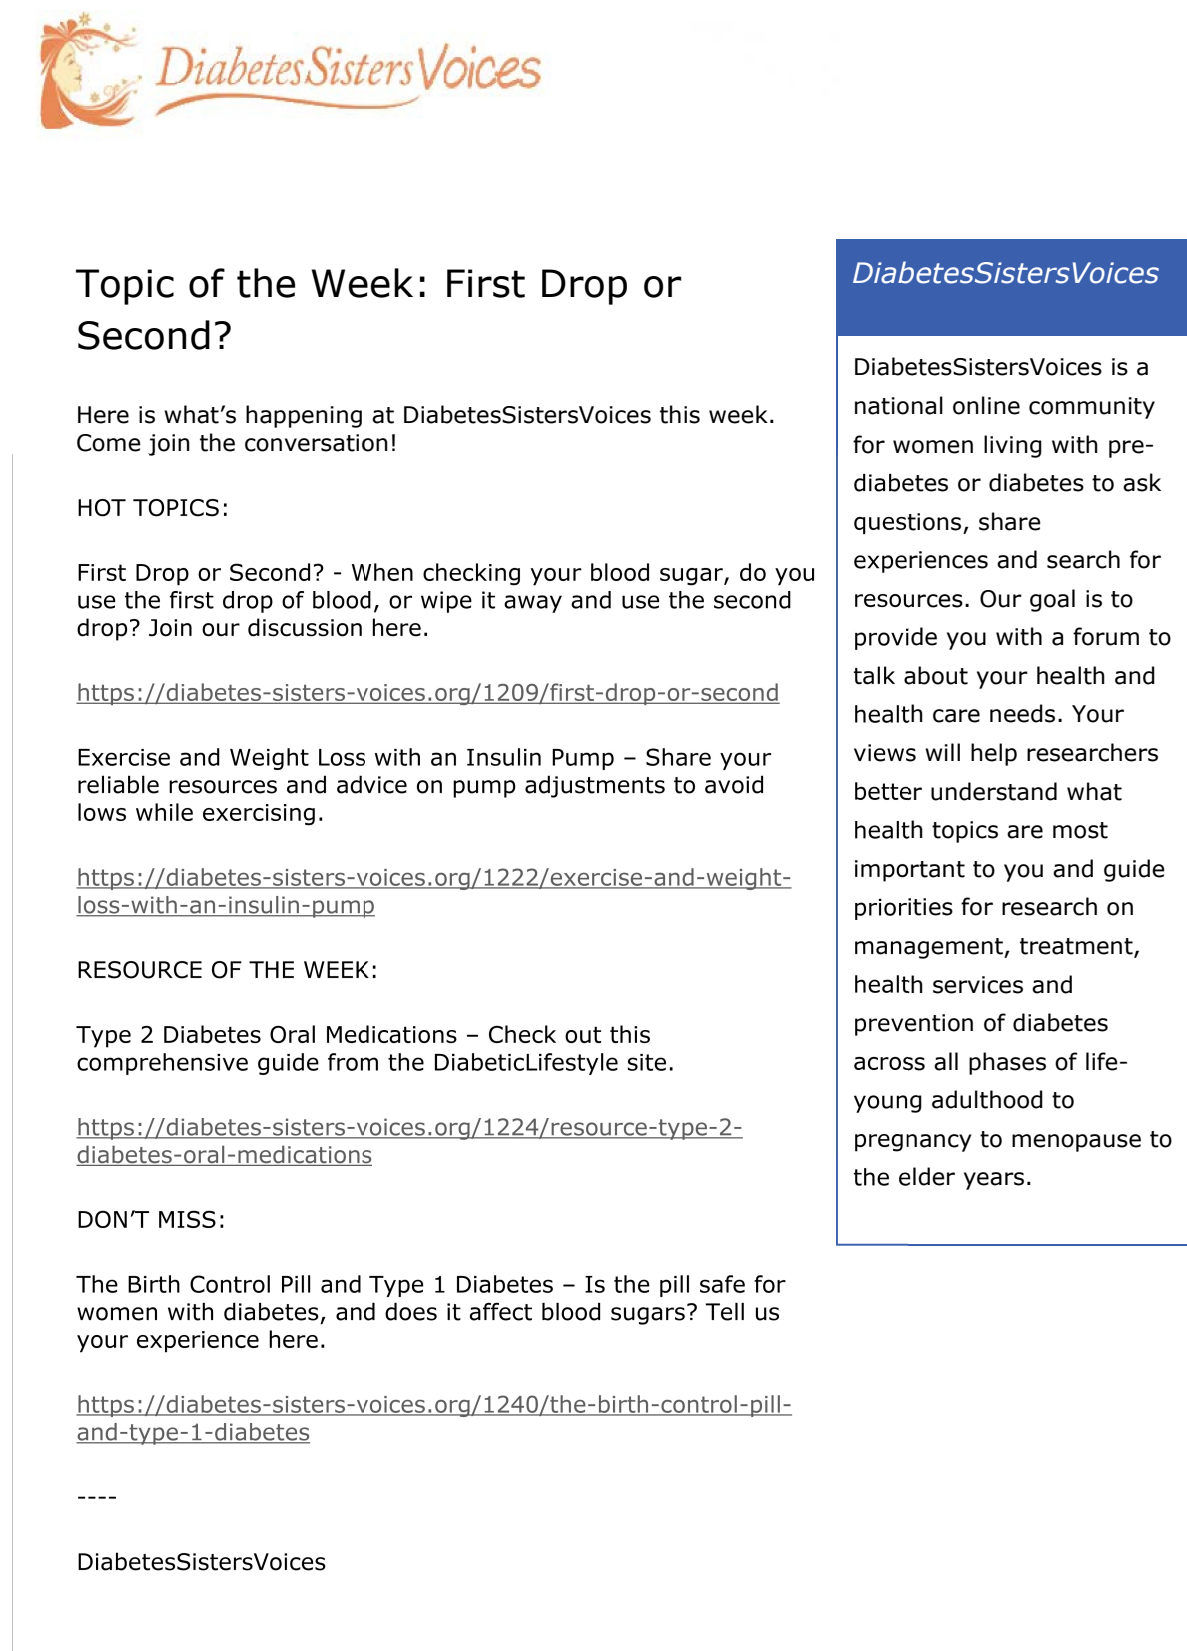 DiabetesSistersVoices
Topic of the Week: First Drop or
Second?
Here is what’s happening at DiabetesSistersVoices this week.
Come join the conversation!
HOT TOPICS:
First Drop or Second? - When checking your blood sugar, do you
use the first drop of blood, or wipe it away and use the second
drop? Join our discussion here.
https://diabetes-sisters-voices.org/1209/first-drop-or-second
Exercise and Weight Loss with an Insulin Pump – Share your
reliable resources and advice on pump adjustments to avoid
lows while exercising.
https://diabetes-sisters-voices.org/1222/exercise-and-weight-
loss-with-an-insulin-pump
RESOURCE OF THE WEEK:
Type 2 Diabetes Oral Medications – Check out this
comprehensive guide from the DiabeticLifestyle site.
https://diabetes-sisters-voices.org/1224/resource-type-2-
diabetes-oral-medications
DON’T MISS:
The Birth Control Pill and Type 1 Diabetes – Is the pill safe for
women with diabetes, and does it affect blood sugars? Tell us
your experience here.
https://diabetes-sisters-voices.org/1240/the-birth-control-pill-
and-type-1-diabetes
----
DiabetesSistersVoices
DiabetesSistersVoices
DiabetesSistersVoices is a
national online community
for women living with pre-
diabetes or diabetes to ask
questions, share
experiences and search for
resources. Our goal is to
provide you with a forum to
talk about your health and
health care needs. Your
views will help researchers
better understand what
health topics are most
important to you and guide
priorities for research on
management, treatment,
health services and
prevention of diabetes
across all phases of life-
young adulthood to
pregnancy to menopause to
the elder years.